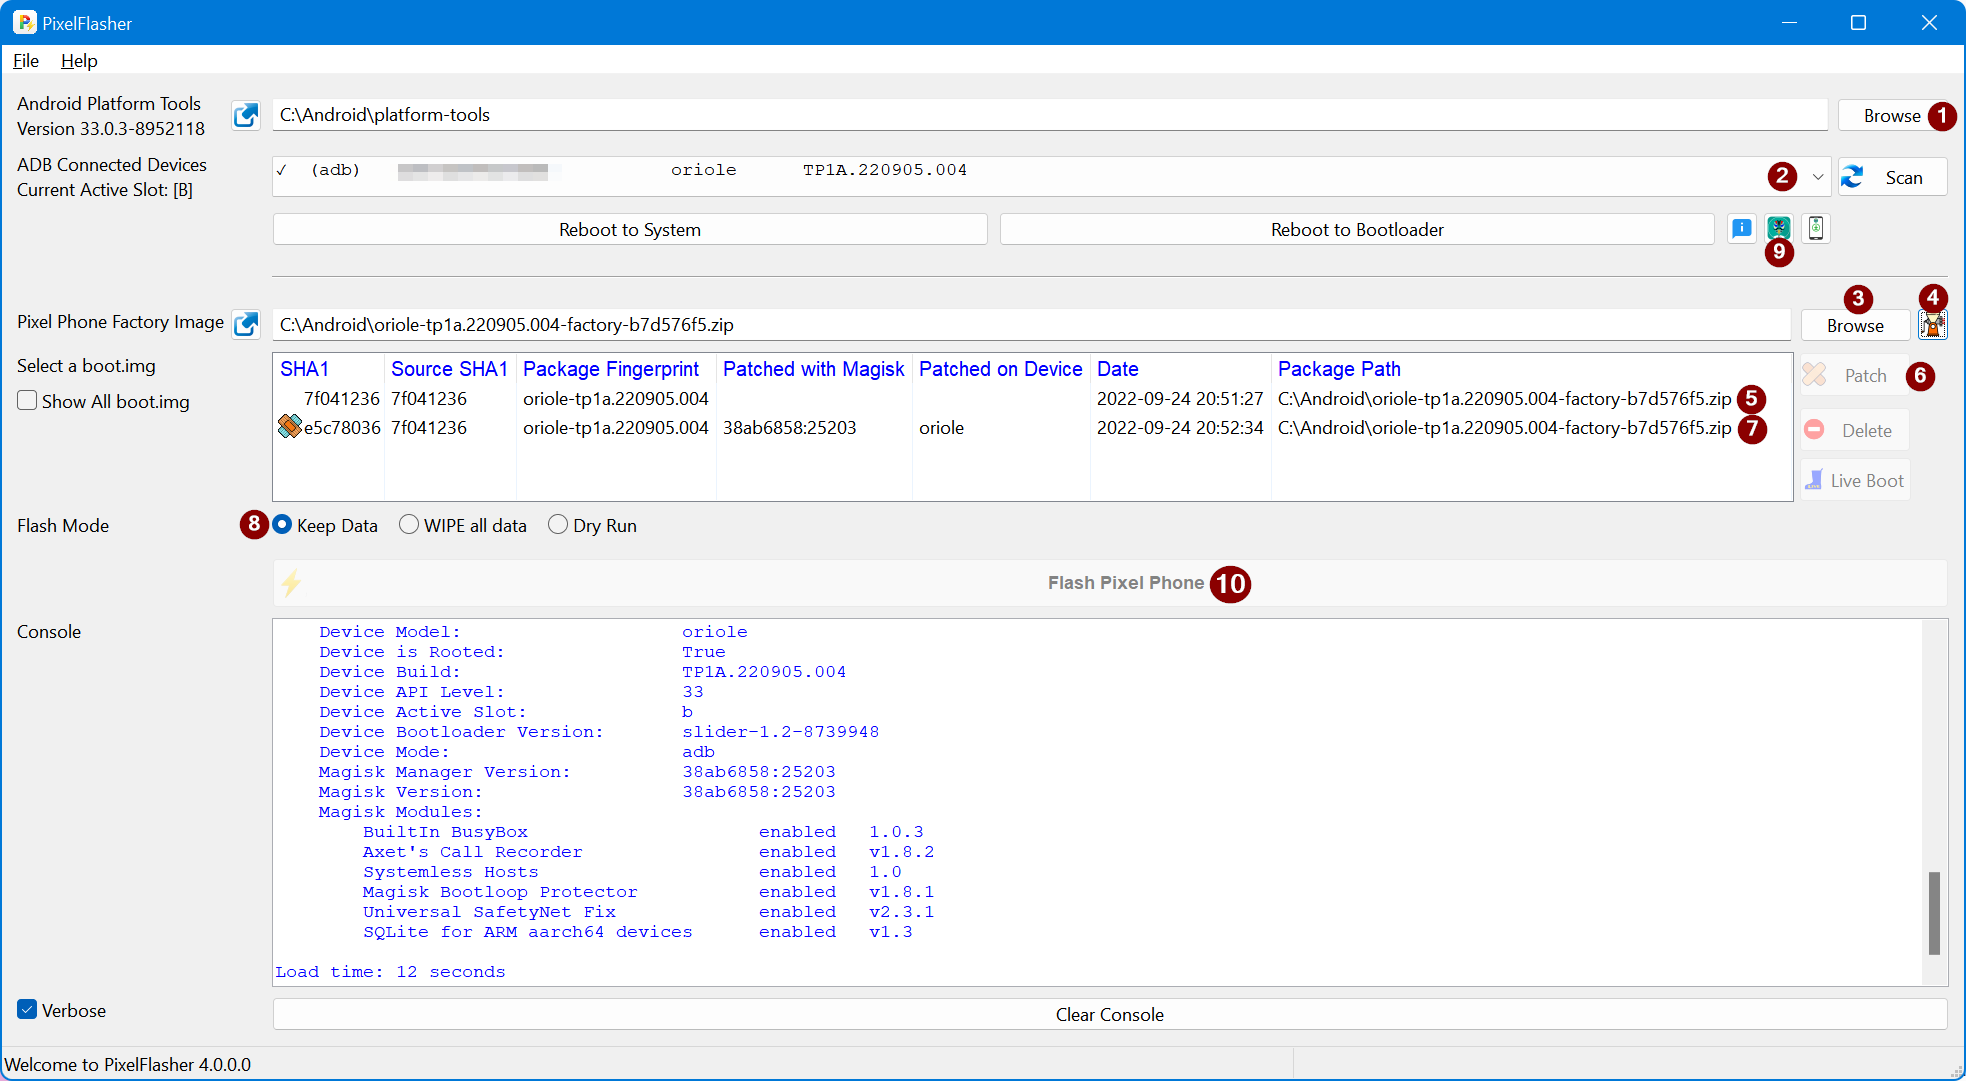 PixelFlasher
File Help
Android Platform Tools
Version 33.0.3-8952118
C:\Android\platform-tools
Browse 1
ADB Connected Devices
Current Active Slot: [B]
✓ (adb) oriole TP1A.220905.004
2
Scan
Reboot to System
Reboot to Bootloader
9
Pixel Phone Factory Image
C:\Android\oriole-tp1a.220905.004-factory-b7d576f5.zip
3
Browse
4
Select a boot.img
Show All boot.img
SHA1 Source SHA1 Package Fingerprint Patched with Magisk Patched on Device Date Package Path
7f041236 7f041236 oriole-tp1a.220905.004 2022-09-24 20:51:27 C:\Android\oriole-tp1a.220905.004-factory-b7d576f5.zip 5
e5c78036 7f041236 oriole-tp1a.220905.004 38ab6858:25203 oriole 2022-09-24 20:52:34 C:\Android\oriole-tp1a.220905.004-factory-b7d576f5.zip 7
Patch 6
Delete
Live Boot
Flash Mode
8 Keep Data WIPE all data Dry Run
Flash Pixel Phone 10
Console
Device Model: oriole
Device is Rooted: True
Device Build: TP1A.220905.004
Device API Level: 33
Device Active Slot: b
Device Bootloader Version: slider-1.2-8739948
Device Mode: adb
Magisk Manager Version: 38ab6858:25203
Magisk Version: 38ab6858:25203
Magisk Modules:
BuiltIn BusyBox enabled 1.0.3
Axet's Call Recorder enabled v1.8.2
Systemless Hosts enabled 1.0
Magisk Bootloop Protector enabled v1.8.1
Universal SafetyNet Fix enabled v2.3.1
SQLite for ARM aarch64 devices enabled v1.3
Load time: 12 seconds
Verbose
Clear Console
Welcome to PixelFlasher 4.0.0.0